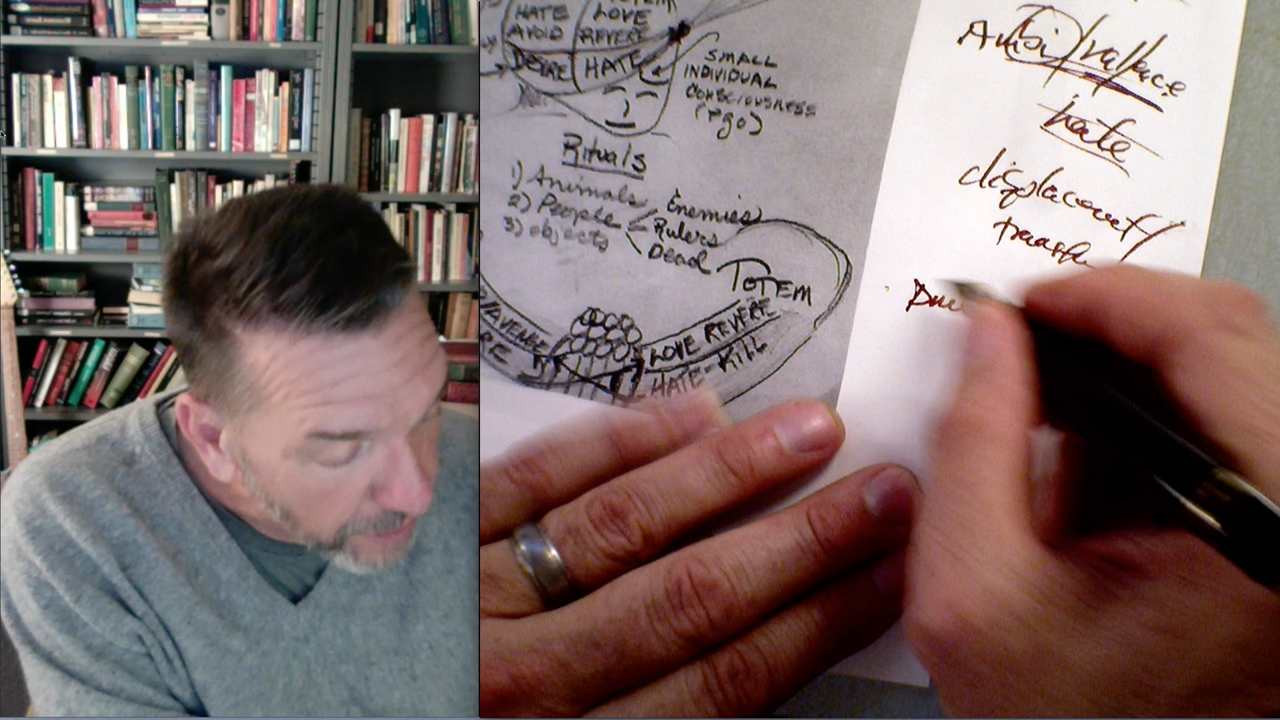 HATE
LOVE
AVOID
REVERE
DESIRE
HATE
SMALL
INDIVIDUAL
CONSCIOUSNESS
(Ego)
Rituals
1) Animals
2) People
3) objects
Enemies
Rulers
Dead
TOTEM
LOVE REVERE
HATE-Kill
Ambivalence
hate
displacement/